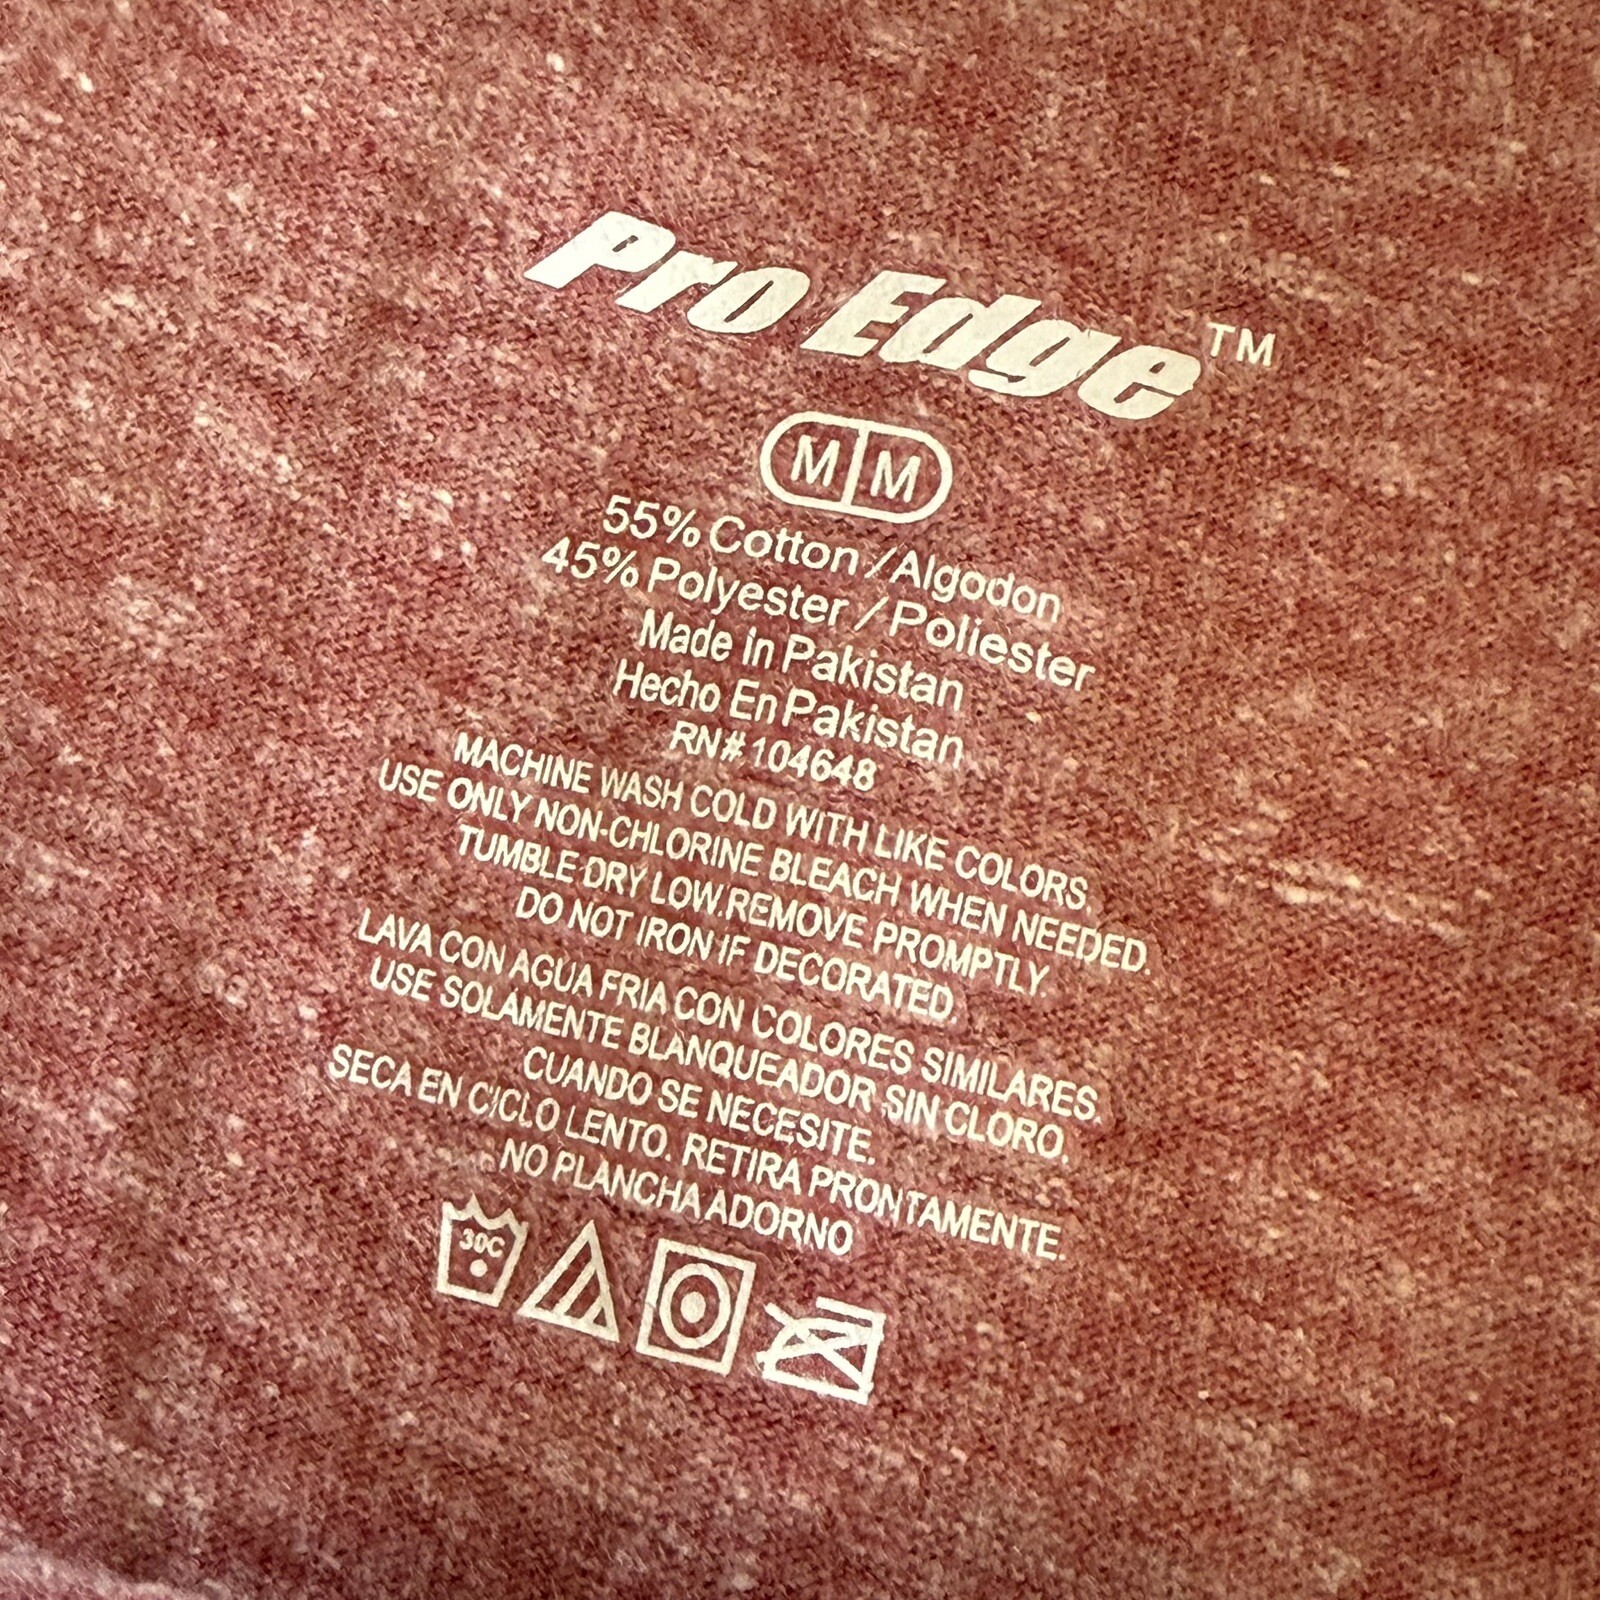 Pro Edge™
M M
55% Cotton /Algodon
45% Polyester / Poliester
Made in Pakistan
Hecho En Pakistan
RN# 104648
MACHINE WASH COLD WITH LIKE COLORS.
USE ONLY NON-CHLORINE BLEACH WHEN NEEDED.
TUMBLE DRY LOW.REMOVE PROMPTLY.
DO NOT IRON IF DECORATED.
LAVA CON AGUA FRIA CON COLORES SIMILARES.
USE SOLAMENTE BLANQUEADOR SIN CLORO.
CUANDO SE NECESITE.
SECA EN CICLO LENTO. RETIRA PRONTAMENTE.
NO PLANCHA ADORNO
30C